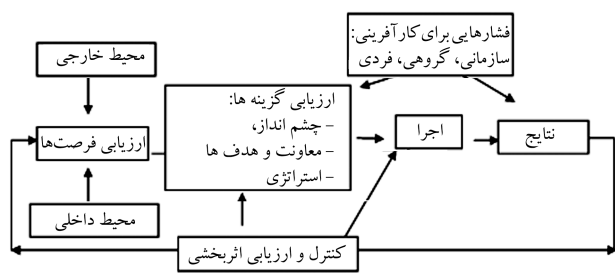 فشارهایی برای کارآفرینی:
سازمانی، گروهی، فردی
محیط خارجی
ارزیابی گزینه ها:
- چشم انداز،
- معاونت و هدف ها
- استراتژی
ارزیابی فرصت‌ها
اجرا
نتایج
محیط داخلی
کنترل و ارزیابی اثربخشی